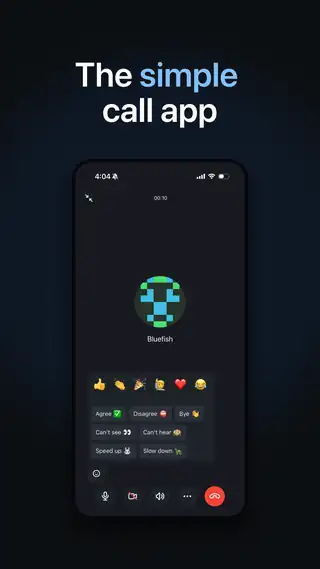 The simple
call app
4:04
00:10
Bluefish
Agree ✅ Disagree ⛔ Bye 👋
Can't see 👀 Can't hear 🙉
Speed up 🐰 Slow down 🐢